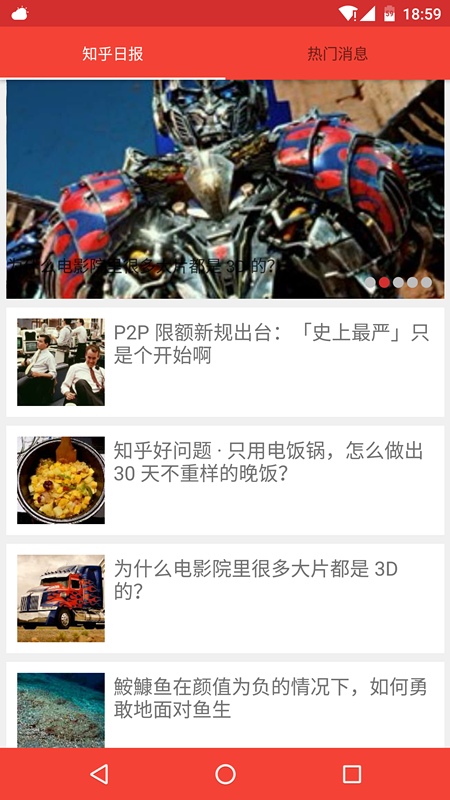 59
18:59
知乎日报
热门消息
为什么电影院里很多大片都是 3D 的？
P2P 限额新规出台：「史上最严」只
是个开始啊
知乎好问题 · 只用电饭锅，怎么做出
30 天不重样的晚饭？
为什么电影院里很多大片都是 3D
的？
鮟鱇鱼在颜值为负的情况下，如何勇
敢地面对鱼生